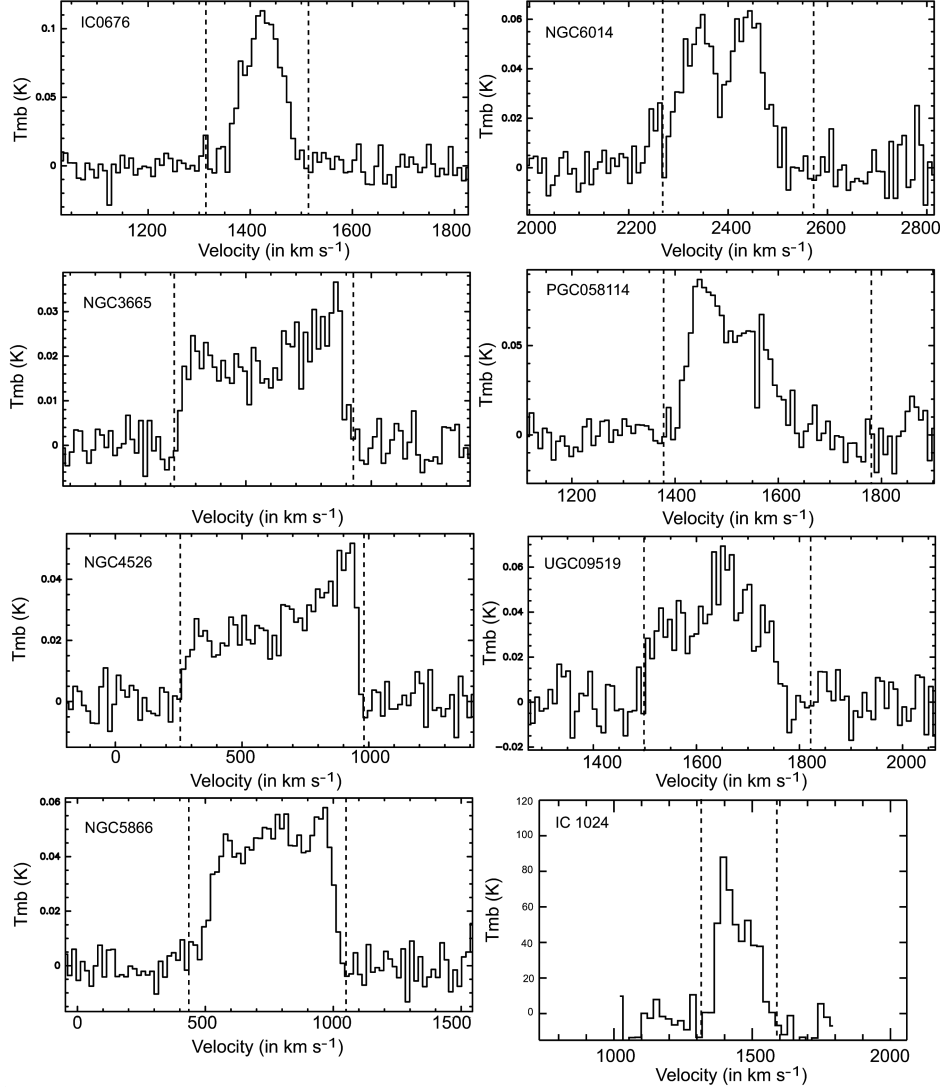 IC0676
0.1
0.05
0
Tmb (K)
1200 1400 1600 1800
Velocity (in km s⁻¹)
NGC6014
0.06
0.04
0.02
0
Tmb (K)
2000 2200 2400 2600 2800
Velocity (in km s⁻¹)
NGC3665
0.03
0.02
0.01
0
Tmb (K)
Velocity (in km s⁻¹)
PGC058114
0.05
0
Tmb (K)
1200 1400 1600 1800
Velocity (in km s⁻¹)
NGC4526
0.04
0.02
0
Tmb (K)
0 500 1000
Velocity (in km s⁻¹)
UGC09519
0.06
0.04
0.02
0
−0.02
Tmb (K)
1400 1600 1800 2000
Velocity (in km s⁻¹)
NGC5866
0.06
0.04
0.02
0
Tmb (K)
0 500 1000 1500
Velocity (in km s⁻¹)
IC 1024
120
100
80
60
40
20
0
Tmb (K)
1000 1500 2000
Velocity (in km s⁻¹)